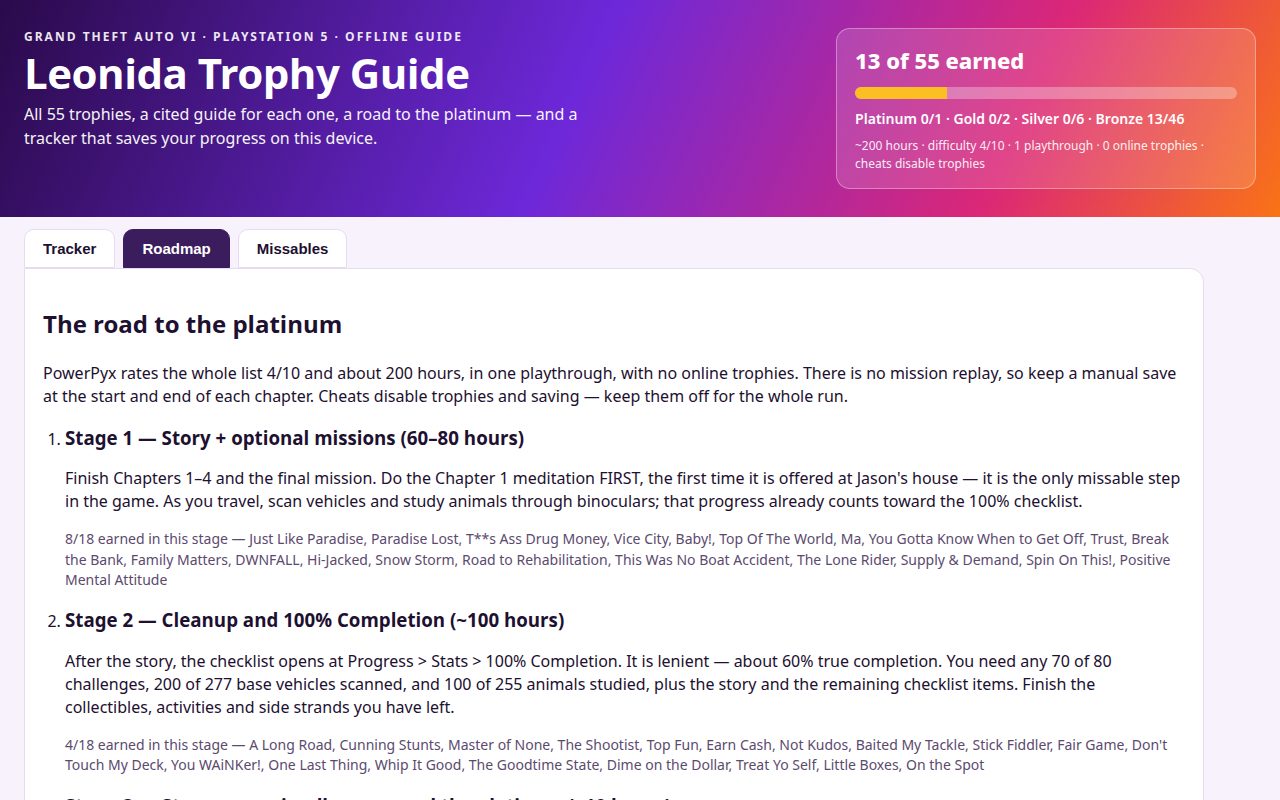 GRAND THEFT AUTO VI · PLAYSTATION 5 · OFFLINE GUIDE
Leonida Trophy Guide
All 55 trophies, a cited guide for each one, a road to the platinum — and a
tracker that saves your progress on this device.
13 of 55 earned
Platinum 0/1 · Gold 0/2 · Silver 0/6 · Bronze 13/46
~200 hours · difficulty 4/10 · 1 playthrough · 0 online trophies ·
cheats disable trophies
Tracker
Roadmap
Missables
The road to the platinum
PowerPyx rates the whole list 4/10 and about 200 hours, in one playthrough, with no online trophies. There is no mission replay, so keep a manual save
at the start and end of each chapter. Cheats disable trophies and saving — keep them off for the whole run.
1. Stage 1 — Story + optional missions (60–80 hours)
Finish Chapters 1–4 and the final mission. Do the Chapter 1 meditation FIRST, the first time it is offered at Jason's house — it is the only missable step
in the game. As you travel, scan vehicles and study animals through binoculars; that progress already counts toward the 100% checklist.
8/18 earned in this stage — Just Like Paradise, Paradise Lost, T**s Ass Drug Money, Vice City, Baby!, Top Of The World, Ma, You Gotta Know When to Get Off, Trust, Break
the Bank, Family Matters, DWNFALL, Hi-Jacked, Snow Storm, Road to Rehabilitation, This Was No Boat Accident, The Lone Rider, Supply & Demand, Spin On This!, Positive
Mental Attitude
2. Stage 2 — Cleanup and 100% Completion (~100 hours)
After the story, the checklist opens at Progress > Stats > 100% Completion. It is lenient — about 60% true completion. You need any 70 of 80
challenges, 200 of 277 base vehicles scanned, and 100 of 255 animals studied, plus the story and the remaining checklist items. Finish the
collectibles, activities and side strands you have left.
4/18 earned in this stage — A Long Road, Cunning Stunts, Master of None, The Shootist, Top Fun, Earn Cash, Not Kudos, Baited My Tackle, Stick Fiddler, Fair Game, Don't
Touch My Deck, You WAiNKer!, One Last Thing, Whip It Good, The Goodtime State, Dime on the Dollar, Treat Yo Self, Little Boxes, On the Spot